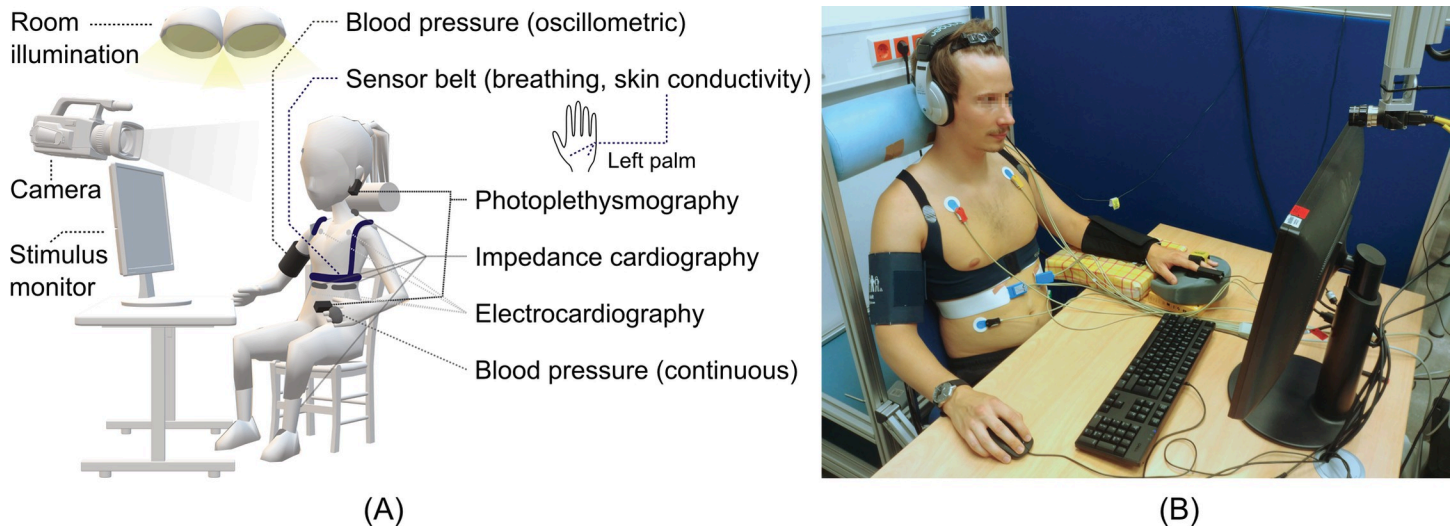 Room
illumination
Blood pressure (oscillometric)
Sensor belt (breathing, skin conductivity)
Left palm
Camera
Photoplethysmography
Stimulus
monitor
Impedance cardiography
Electrocardiography
Blood pressure (continuous)
(A)
(B)